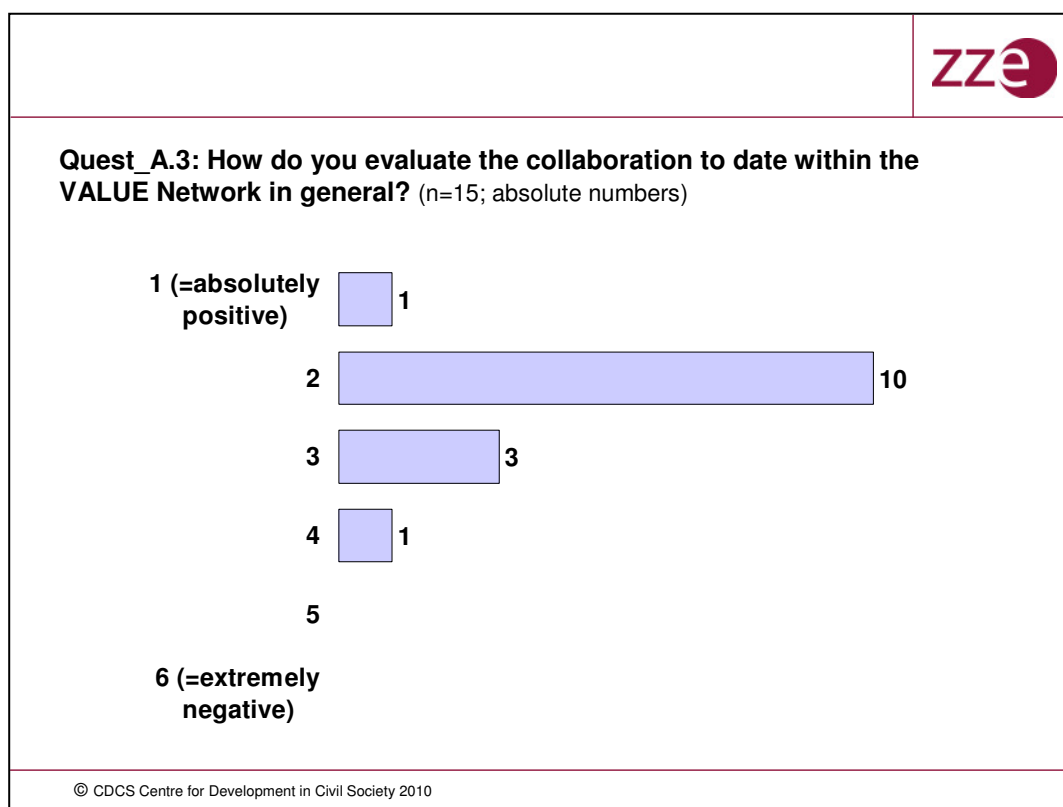 zze
Quest_A.3: How do you evaluate the collaboration to date within the
VALUE Network in general? (n=15; absolute numbers)
1 (=absolutely
positive)
1
2
10
3
3
4
1
5
6 (=extremely
negative)
© CDCS Centre for Development in Civil Society 2010